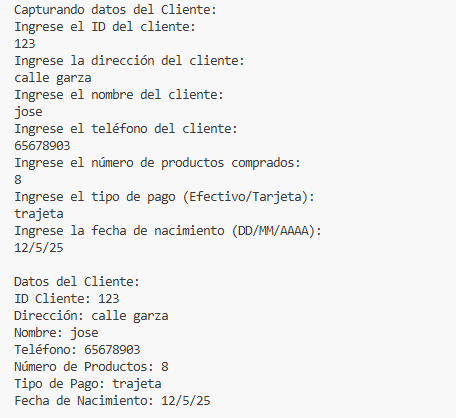 Capturando datos del Cliente:
Ingrese el ID del cliente:
123
Ingrese la dirección del cliente:
calle garza
Ingrese el nombre del cliente:
jose
Ingrese el teléfono del cliente:
65678903
Ingrese el número de productos comprados:
8
Ingrese el tipo de pago (Efectivo/Tarjeta):
trajeta
Ingrese la fecha de nacimiento (DD/MM/AAAA):
12/5/25

Datos del Cliente:
ID Cliente: 123
Dirección: calle garza
Nombre: jose
Teléfono: 65678903
Número de Productos: 8
Tipo de Pago: trajeta
Fecha de Nacimiento: 12/5/25